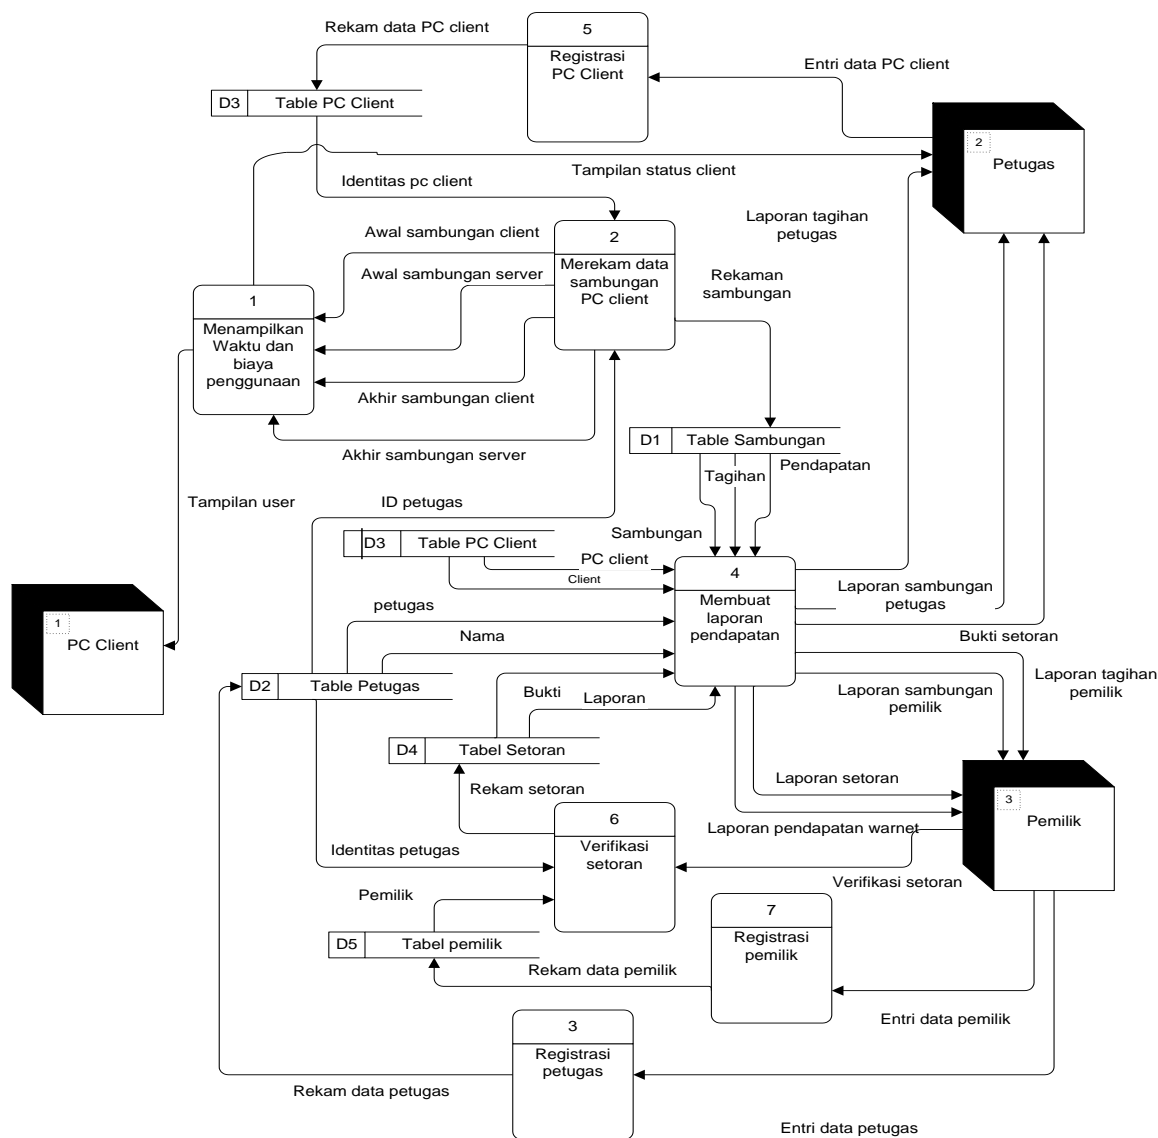 Rekam data PC client
5
Registrasi
PC Client
Entri data PC client
D3
Table PC Client
2
Petugas
Tampilan status client
Identitas pc client
Laporan tagihan
petugas
Awal sambungan client
2
Merekam data
sambungan
PC client
Awal sambungan server
Rekaman
sambungan
1
Menampilkan
Waktu dan
biaya
penggunaan
Akhir sambungan client
Akhir sambungan server
D1
Table Sambungan
Tagihan
Pendapatan
Tampilan user
ID petugas
Sambungan
D3
Table PC Client
PC client
Client
4
Membuat
laporan
pendapatan
Laporan sambungan
petugas
1
PC Client
petugas
Nama
Bukti setoran
D2
Table Petugas
Bukti
Laporan
Laporan tagihan
pemilik
Laporan sambungan
pemilik
D4
Tabel Setoran
Laporan setoran
Rekam setoran
3
Pemilik
6
Verifikasi
setoran
Laporan pendapatan warnet
Identitas petugas
Verifikasi setoran
Pemilik
7
Registrasi
pemilik
D5
Tabel pemilik
Rekam data pemilik
Entri data pemilik
3
Registrasi
petugas
Rekam data petugas
Entri data petugas